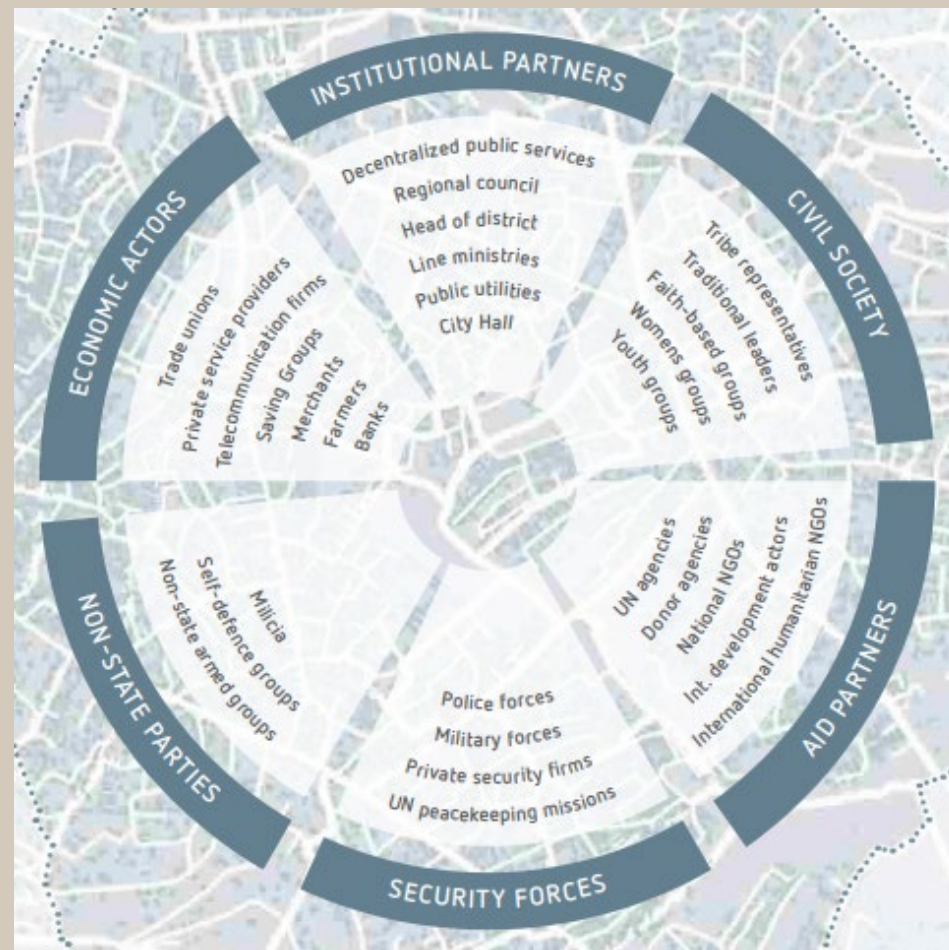 INSTITUTIONAL PARTNERS
Decentralized public services
Regional council
Head of district
Line ministries
Public utilities
City Hall
CIVIL SOCIETY
Tribe representatives
Traditional leaders
Faith-based groups
Womens groups
Youth groups
AID PARTNERS
UN agencies
Donor agencies
National NGOs
Int. development actors
International humanitarian NGOs
SECURITY FORCES
Police forces
Military forces
Private security firms
UN peacekeeping missions
NON-STATE PARTIES
Milicia
Self-defence groups
Non-state armed groups
ECONOMIC ACTORS
Trade unions
Private service providers
Telecommunication firms
Saving Groups
Merchants
Farmers
Banks